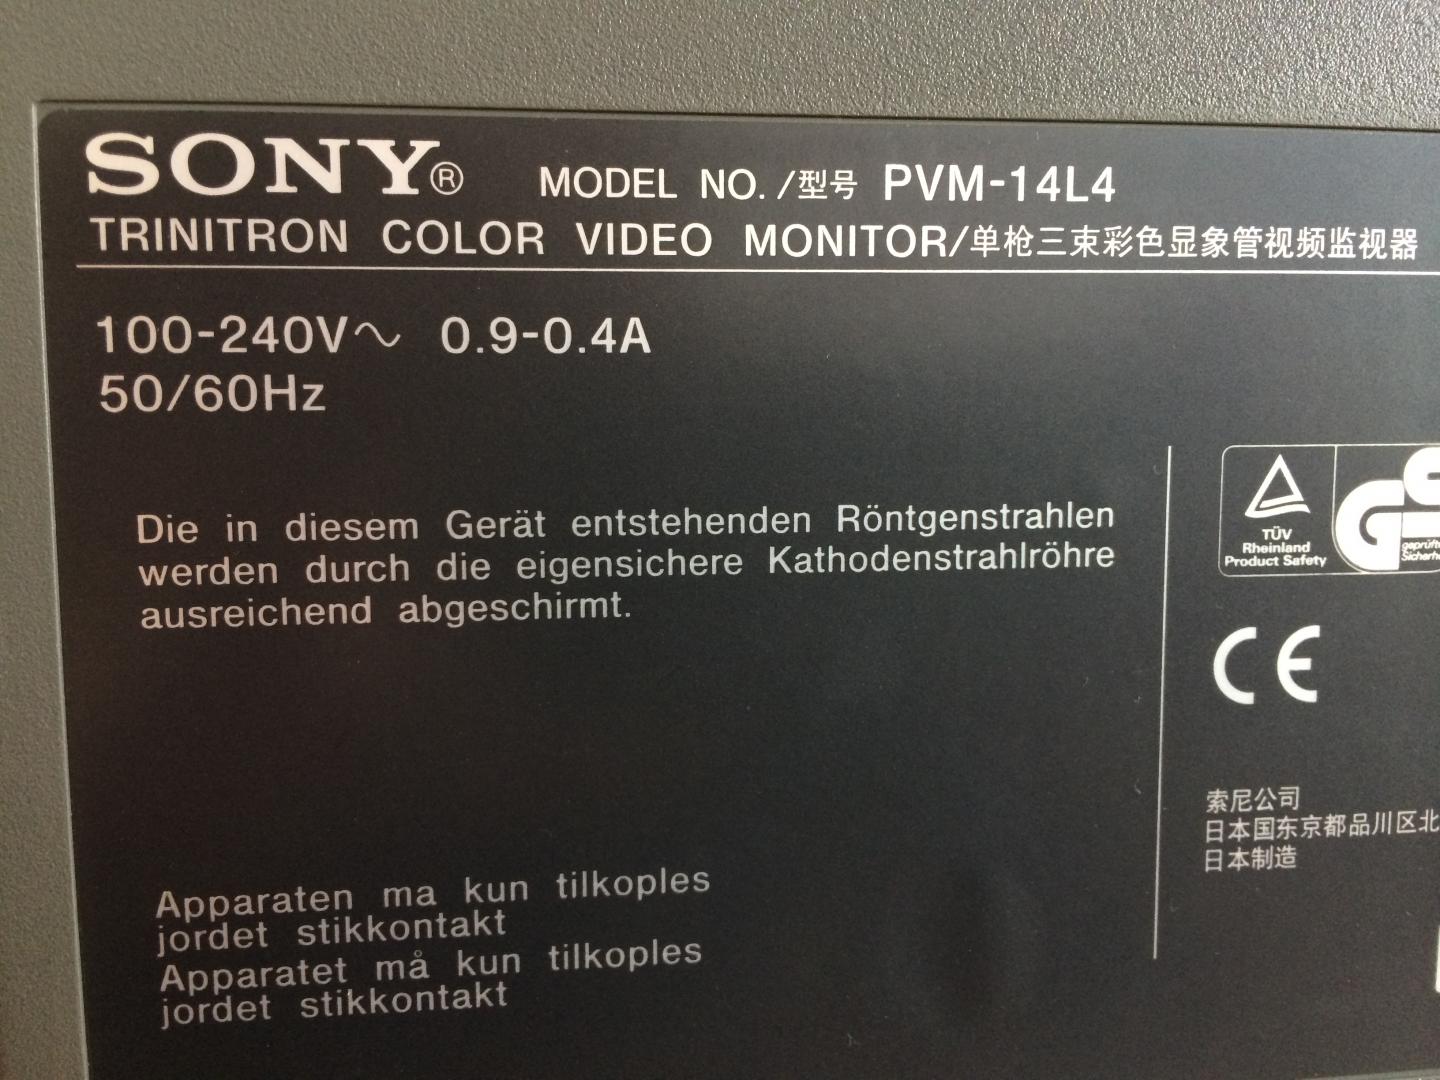 SONY® MODEL NO./型号 PVM-14L4
TRINITRON COLOR VIDEO MONITOR/单枪三束彩色显象管视频监视器
100-240V~ 0.9-0.4A
50/60Hz
Die in diesem Gerät entstehenden Röntgenstrahlen
werden durch die eigensichere Kathodenstrahlröhre
ausreichend abgeschirmt.
TÜV
Rheinland
Product Safety
GS
CE
索尼公司
日本国东京都品川区北
日本制造
Apparaten ma kun tilkoples
jordet stikkontakt
Apparatet må kun tilkoples
jordet stikkontakt